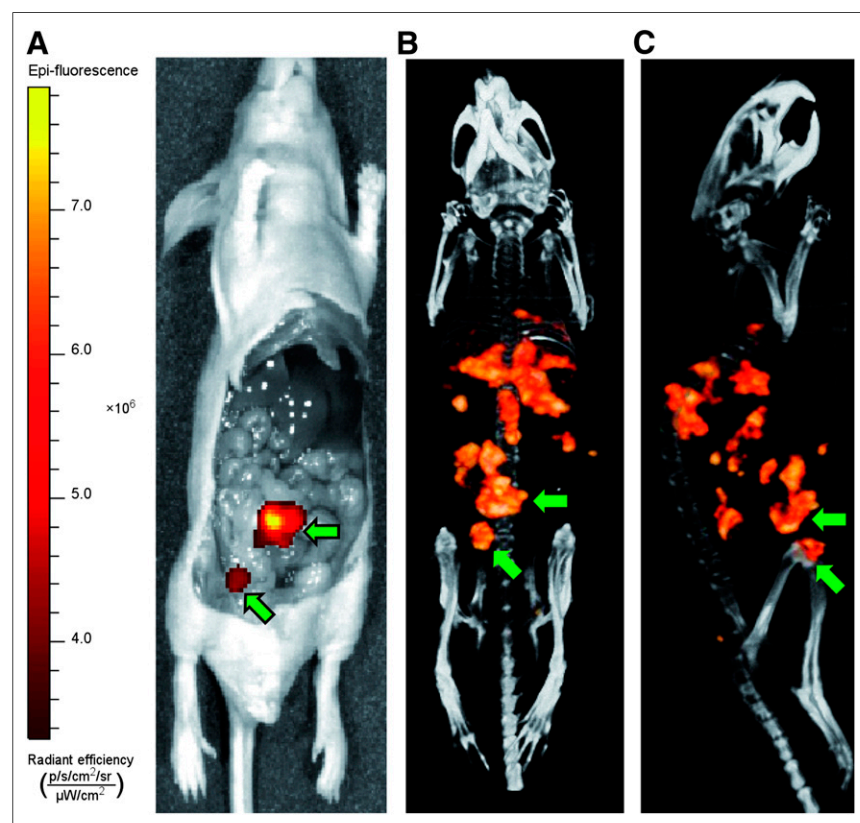 A
B
C
Epi-fluorescence
7.0
6.0
×10⁶
5.0
4.0
Radiant efficiency
(p/s/cm²/sr
µW/cm²)